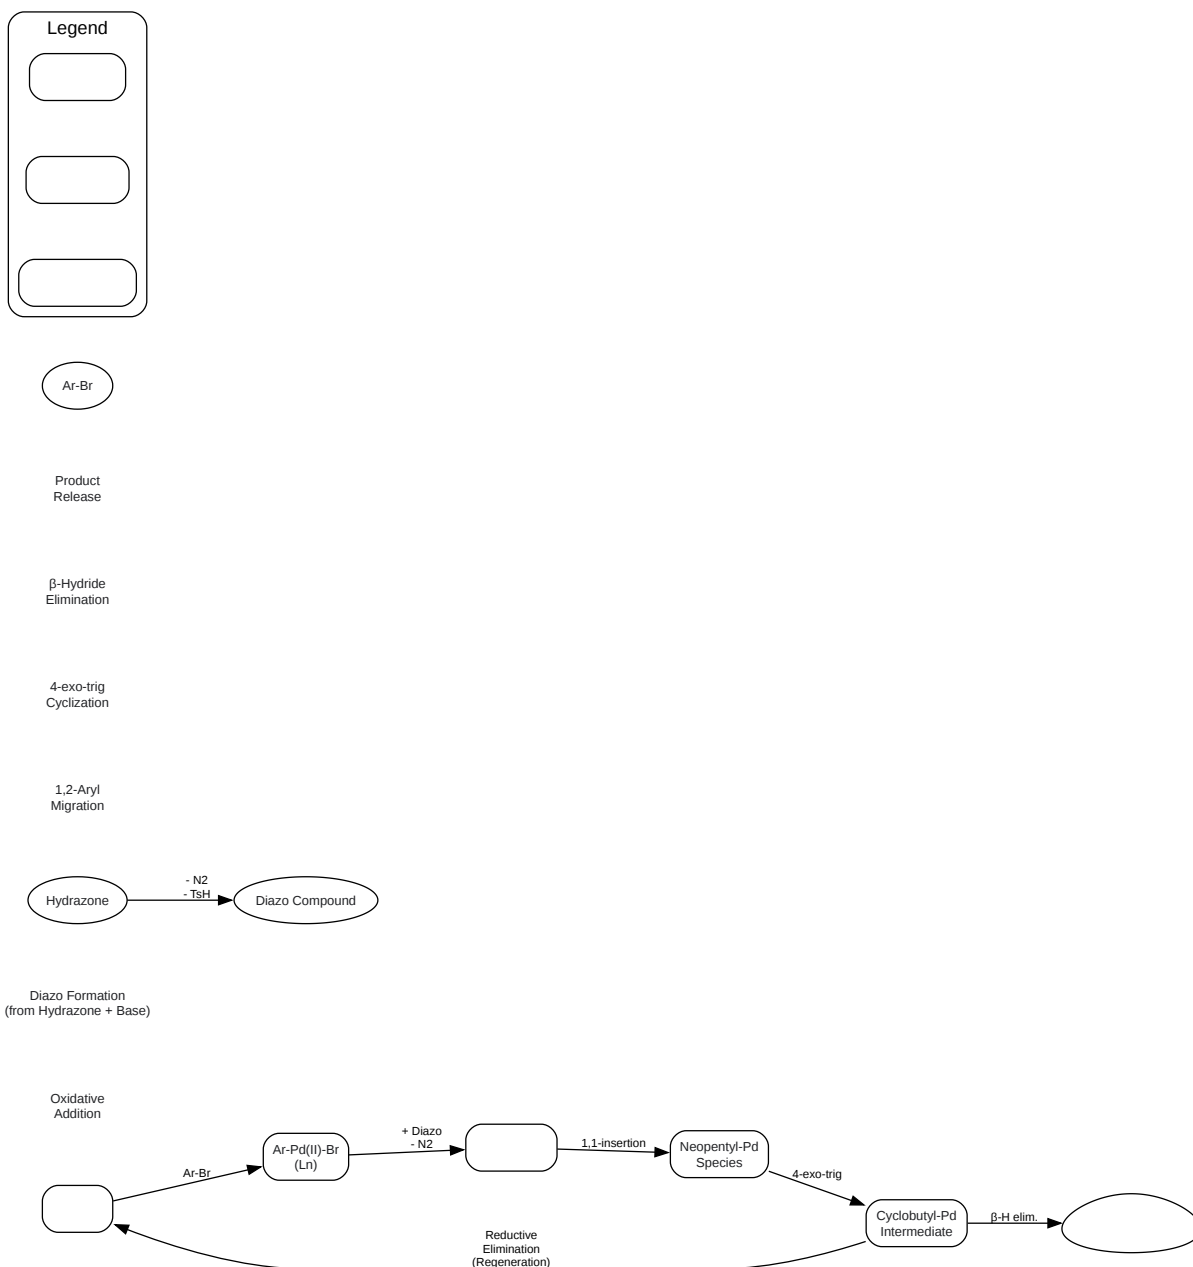 Legend
Ar-Br
Product
Release
β-Hydride
Elimination
4-exo-trig
Cyclization
1,2-Aryl
Migration
- N2
- TsH
Hydrazone
Diazo Compound
Diazo Formation
(from Hydrazone + Base)
Oxidative
Addition
Ar-Br
Ar-Pd(II)-Br
(Ln)
+ Diazo
- N2
1,1-insertion
Neopentyl-Pd
Species
4-exo-trig
Cyclobutyl-Pd
Intermediate
β-H elim.
Reductive
Elimination
(Regeneration)